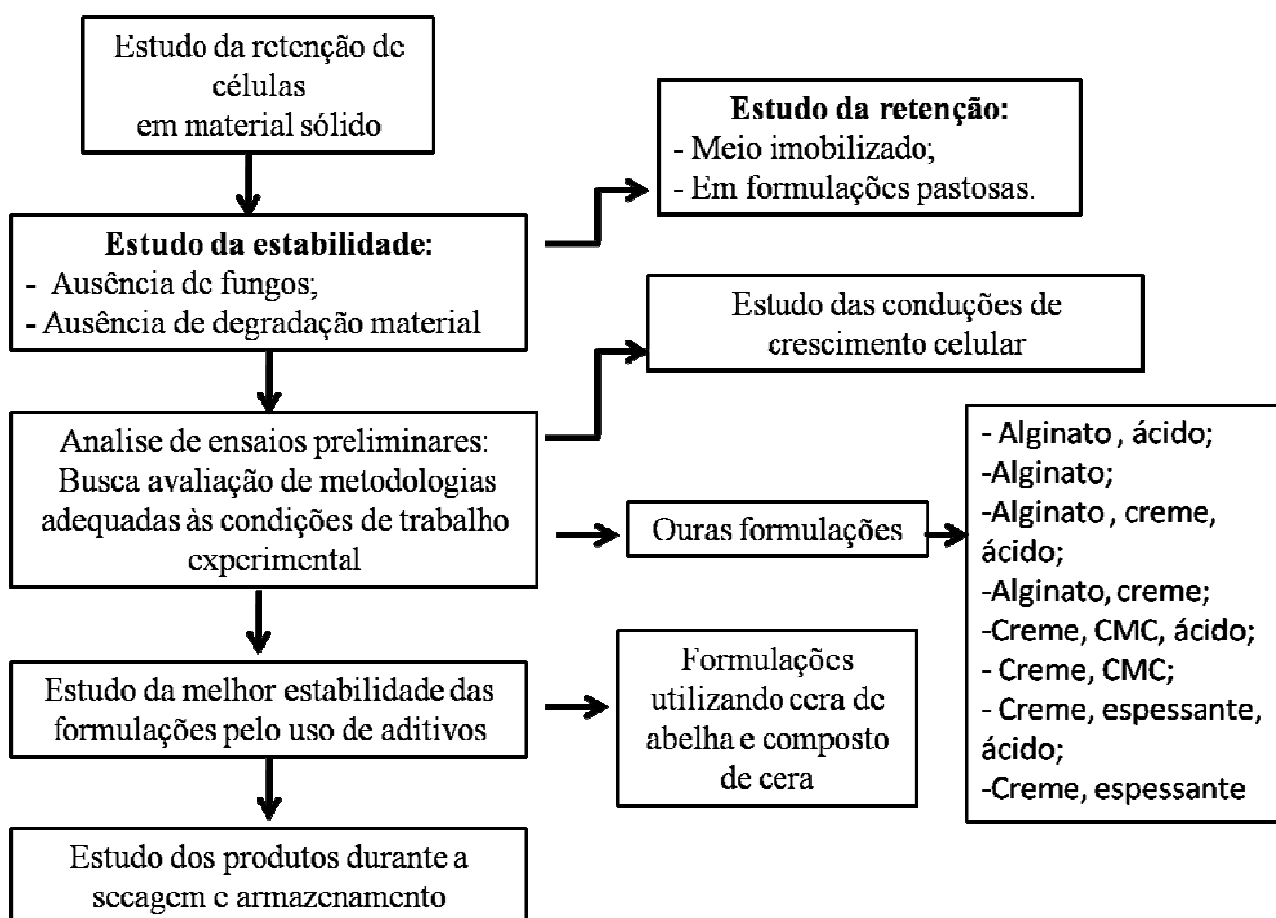 Estudo da retenção de
células
em material sólido
Estudo da retenção:
- Meio imobilizado;
- Em formulações pastosas.
Estudo da estabilidade:
- Ausência de fungos;
- Ausência de degradação material
Estudo das conduções de
crescimento celular
Analise de ensaios preliminares:
Busca avaliação de metodologias
adequadas às condições de trabalho
experimental
Ouras formulações
- Alginato , ácido;
-Alginato;
-Alginato , creme,
ácido;
-Alginato, creme;
-Creme, CMC, ácido;
- Creme, CMC;
- Creme, espessante,
ácido;
-Creme, espessante
Estudo da melhor estabilidade das
formulações pelo uso de aditivos
Formulações
utilizando cera de
abelha e composto
de cera
Estudo dos produtos durante a
secagem e armazenamento